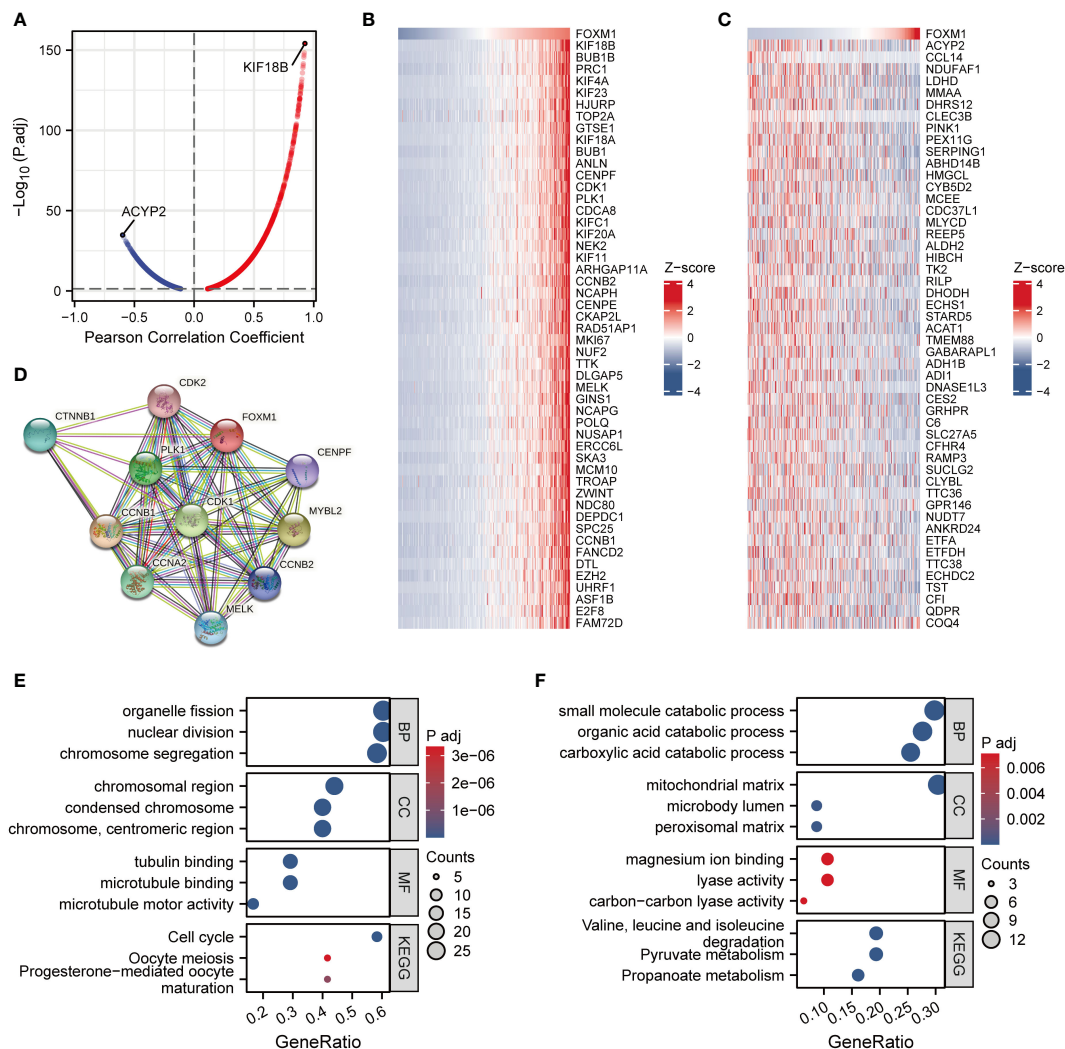 A
150
100
50
0
−Log10 (P.adj)
KIF18B
ACYP2
−1.0
−0.5
0.0
0.5
1.0
Pearson Correlation Coefficient
B
FOXM1
KIF18B
BUB1B
PRC1
KIF4A
KIF23
HJURP
TOP2A
GTSE1
KIF18A
BUB1
ANLN
CENPF
CDK1
PLK1
CDCA8
KIFC1
KIF20A
NEK2
KIF11
ARHGAP11A
CCNB2
NCAPH
CENPE
CKAP2L
RAD51AP1
MKI67
NUF2
TTK
DLGAP5
MELK
GINS1
NCAPG
POLQ
NUSAP1
ERCC6L
SKA3
MCM10
TROAP
ZWINT
NDC80
DEPDC1
SPC25
CCNB1
FANCD2
DTL
EZH2
UHRF1
ASF1B
E2F8
FAM72D
Z−score
4
2
0
−2
−4
C
FOXM1
ACYP2
CCL14
NDUFAF1
LDHD
MMAA
DHRS12
CLEC3B
PINK1
PEX11G
SERPING1
ABHD14B
HMGCL
CYB5D2
MCEE
CDC37L1
MLYCD
REEP5
ALDH2
HIBCH
TK2
RILP
DHODH
ECHS1
STARD5
ACAT1
TMEM88
GABARAPL1
ADH1B
ADI1
DNASE1L3
CES2
GRHPR
C6
SLC27A5
CFHR4
RAMP3
SUCLG2
CLYBL
TTC36
GPR146
NUDT7
ANKRD24
ETFA
ETFDH
TTC38
ECHDC2
TST
CFI
QDPR
COQ4
Z−score
4
2
0
−2
−4
D
CDK2
CTNNB1
FOXM1
PLK1
CENPF
CDK1
CCNB1
MYBL2
CCNA2
CCNB2
MELK
E
organelle fission
nuclear division
chromosome segregation
BP
chromosomal region
condensed chromosome
chromosome, centromeric region
CC
tubulin binding
microtubule binding
microtubule motor activity
MF
Cell cycle
Oocyte meiosis
Progesterone−mediated oocyte
maturation
KEGG
0.2
0.3
0.4
0.5
0.6
GeneRatio
P adj
3e−06
2e−06
1e−06
Counts
5
10
15
20
25
F
small molecule catabolic process
organic acid catabolic process
carboxylic acid catabolic process
BP
mitochondrial matrix
microbody lumen
peroxisomal matrix
CC
magnesium ion binding
lyase activity
carbon−carbon lyase activity
MF
Valine, leucine and isoleucine
degradation
Pyruvate metabolism
Propanoate metabolism
KEGG
0.10
0.15
0.20
0.25
0.30
GeneRatio
P adj
0.006
0.004
0.002
Counts
3
6
9
12